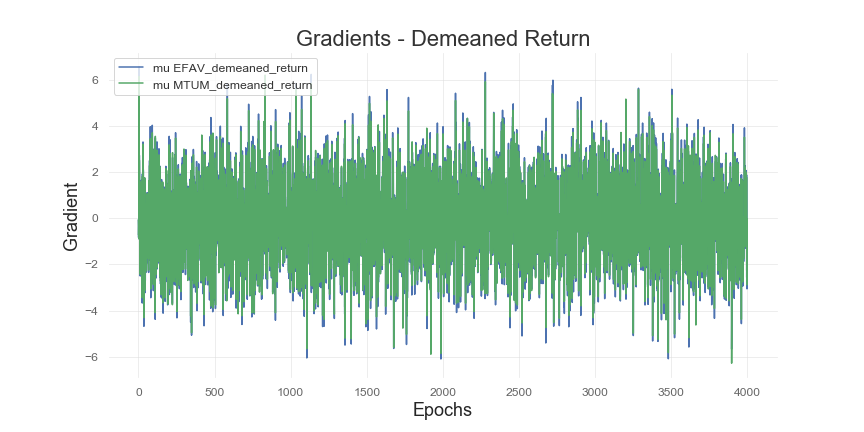 Gradients - Demeaned Return
mu EFAV_demeaned_return
mu MTUM_demeaned_return
6
4
2
0
−2
−4
−6
Gradient
0 500 1000 1500 2000 2500 3000 3500 4000
Epochs